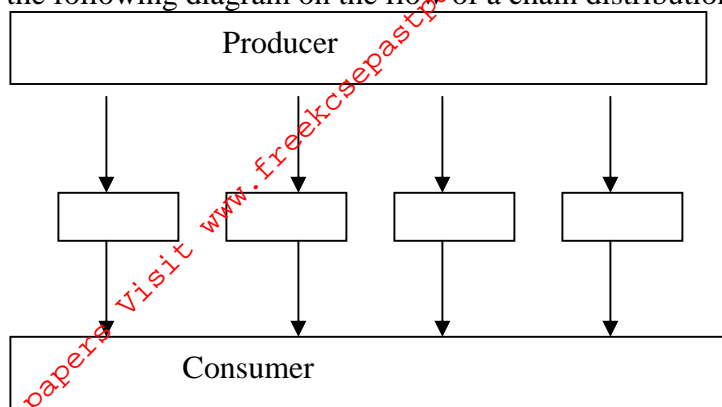 the following diagram on the flow of a chain distribution
Producer
papers Visit www.freekcsepastp
Consumer